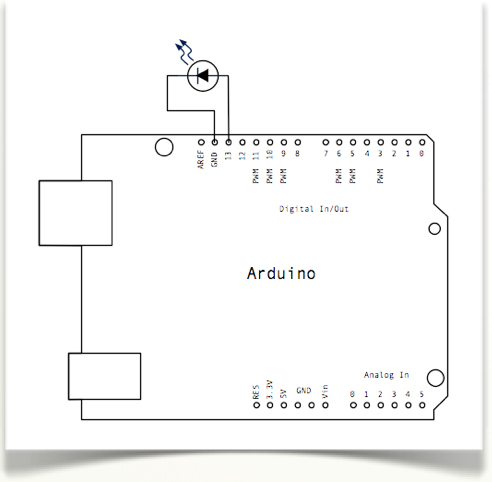 AREF GND 13 12 11 10 9 8 7 6 5 4 3 2 1 0
PWM PWM PWM PWM PWM PWM
Digital In/Out
Arduino
Analog In
RES 3.3V 5V GND Vin 0 1 2 3 4 5